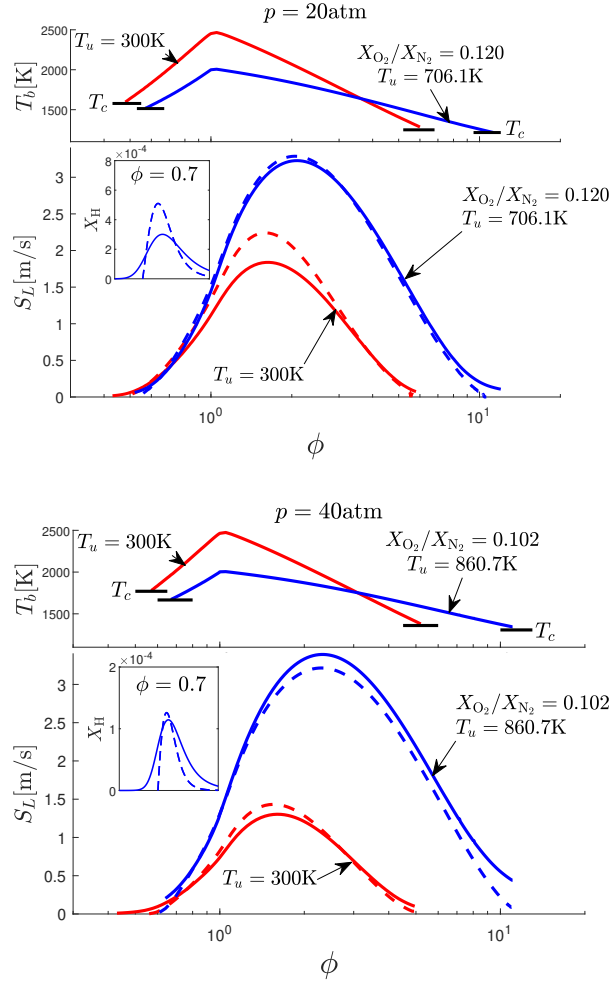 p = 20atm
T_b[K]
2500
2000
1500
T_u = 300K
X_O2/X_N2 = 0.120
T_u = 706.1K
T_c
T_c
S_L[m/s]
3
2.5
2
1.5
1
0.5
0
×10^-4
8
6
4
2
0
X_H
ϕ = 0.7
X_O2/X_N2 = 0.120
T_u = 706.1K
T_u = 300K
10^0
10^1
ϕ
p = 40atm
T_b[K]
2500
2000
1500
T_u = 300K
X_O2/X_N2 = 0.102
T_u = 860.7K
T_c
T_c
S_L[m/s]
3
2.5
2
1.5
1
0.5
0
×10^-4
2
1
0
X_H
ϕ = 0.7
X_O2/X_N2 = 0.102
T_u = 860.7K
T_u = 300K
10^0
10^1
ϕ